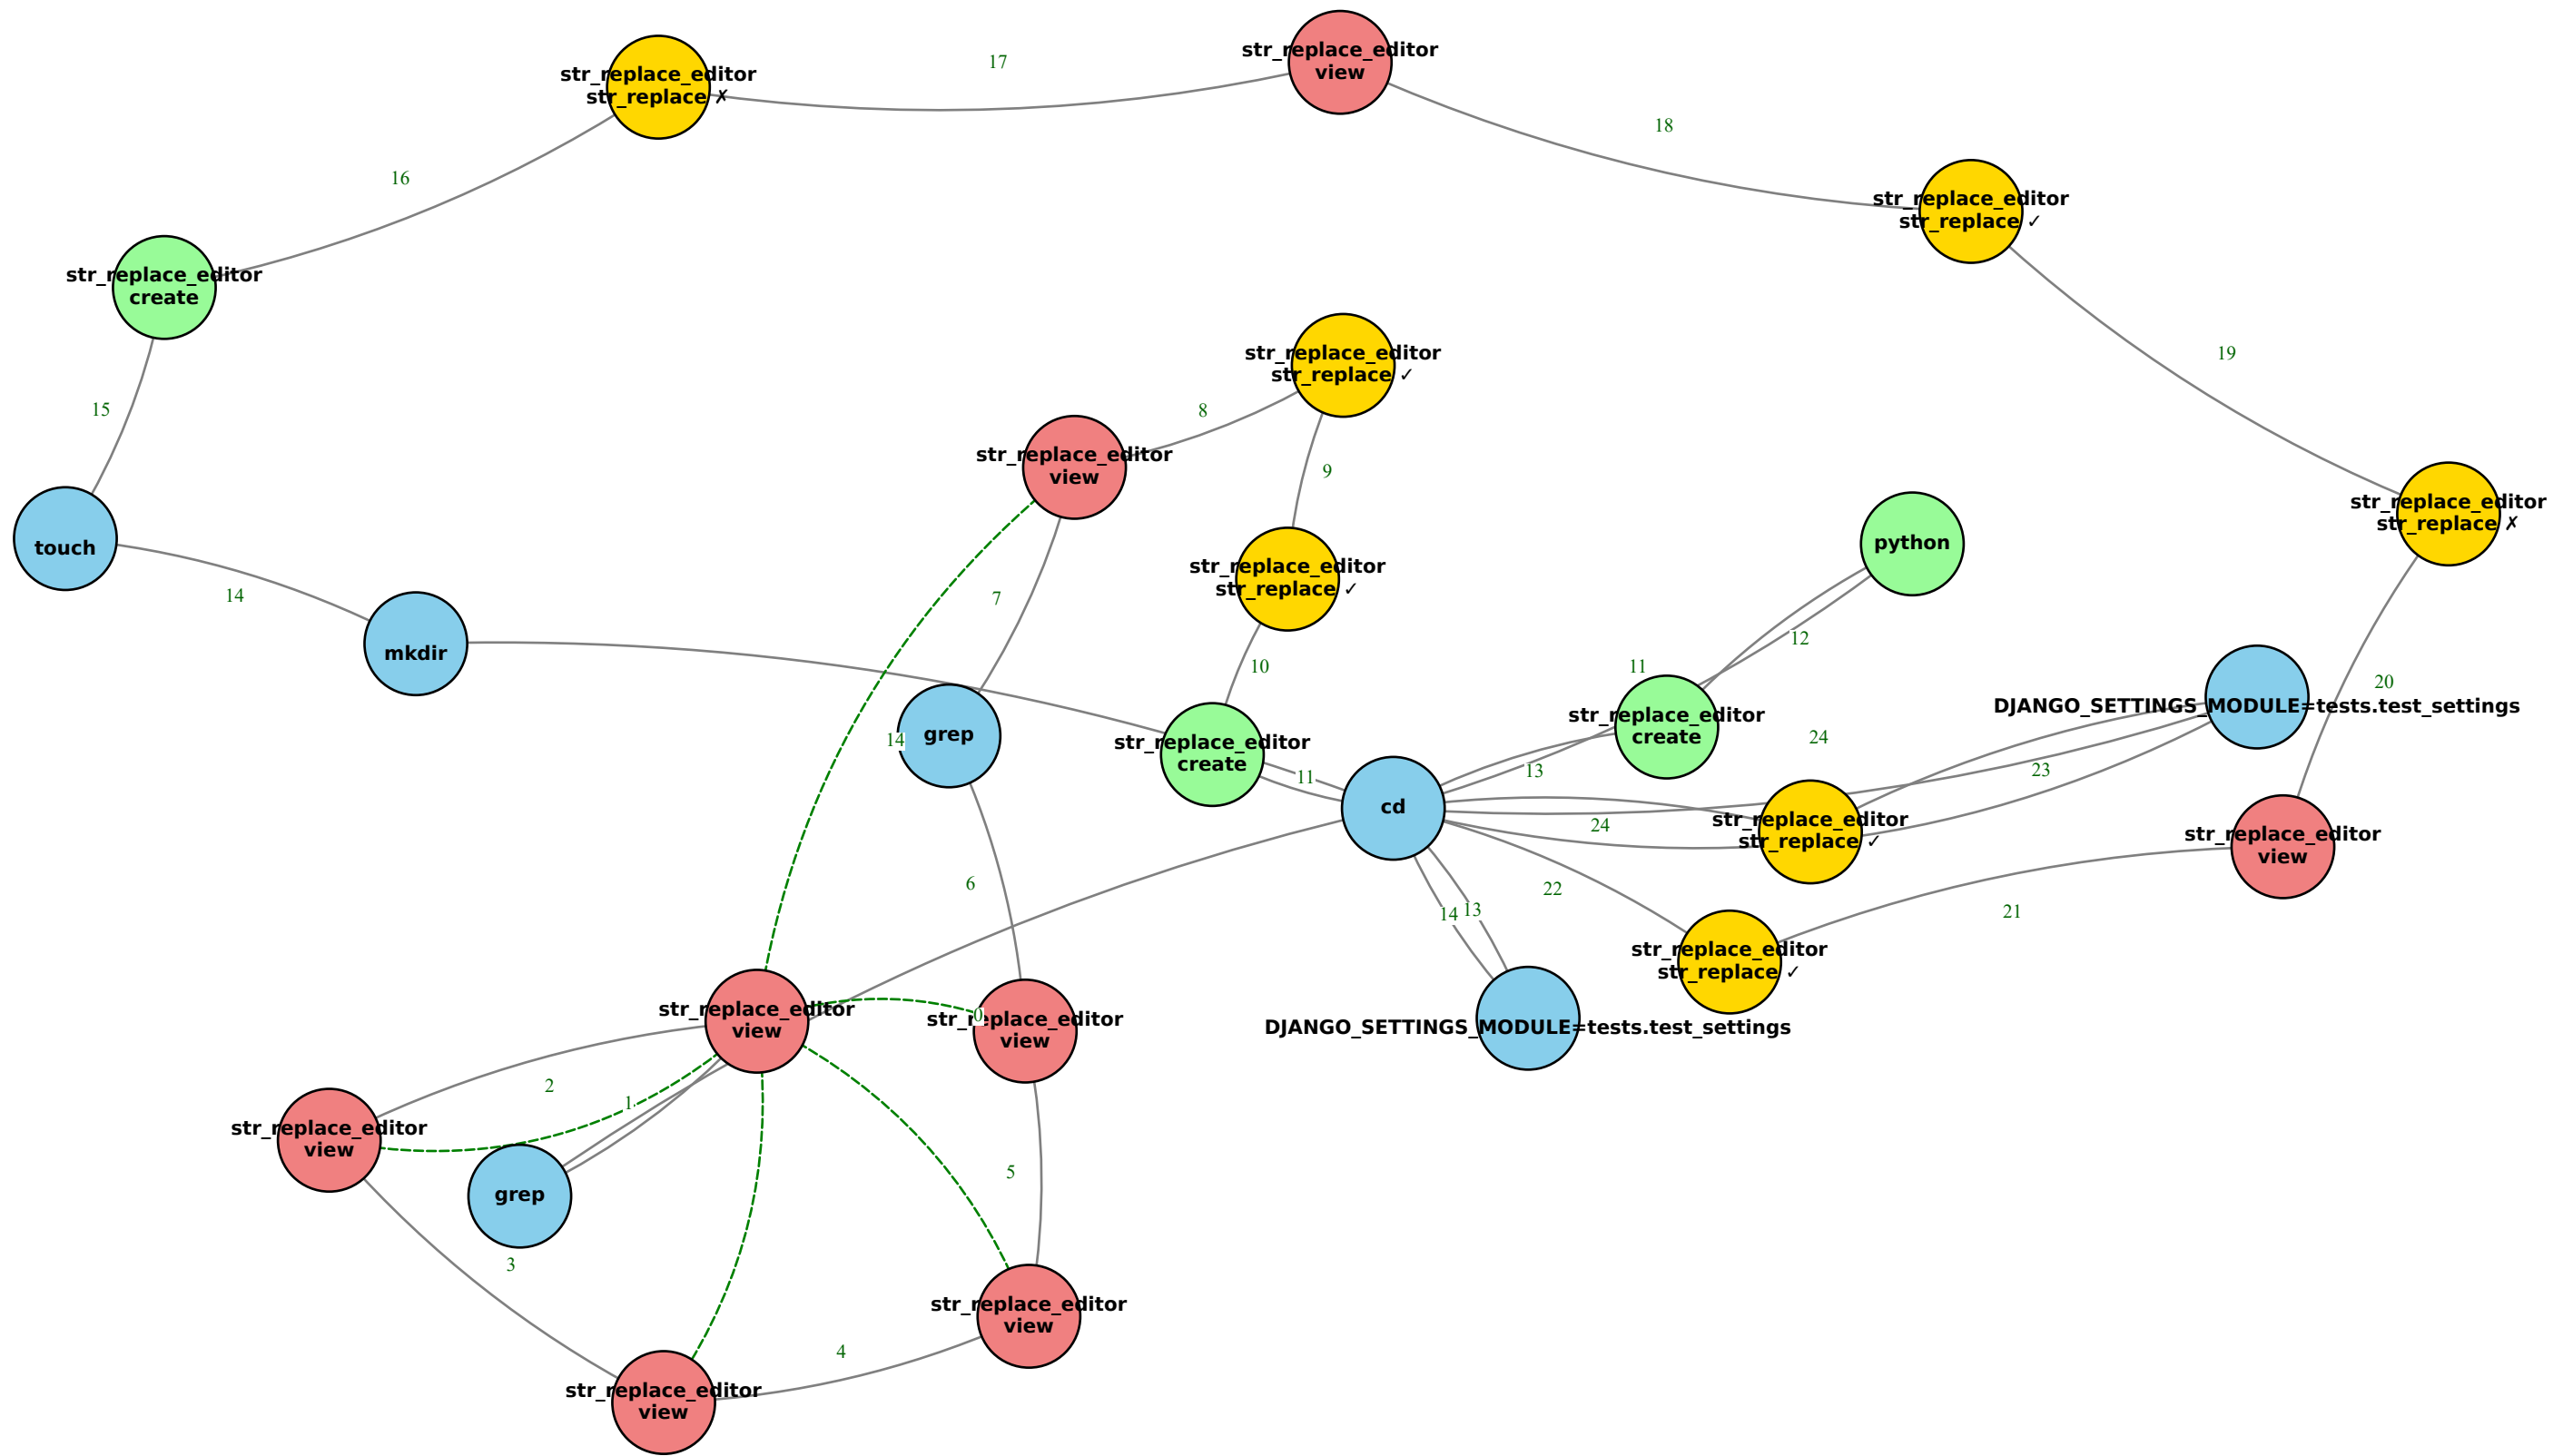 str_replace_editor
view
17
str_replace_editor
str_replace ✗
18
16
str_replace_editor
str_replace ✓
str_replace_editor
create
19
str_replace_editor
str_replace ✓
15
8
str_replace_editor
view
9
str_replace_editor
str_replace ✗
touch
python
str_replace_editor
str_replace ✓
14
7
12
mkdir
10
11
20
DJANGO_SETTINGS_MODULE=tests.test_settings
str_replace_editor
create
14
grep
24
str_replace_editor
create
13
23
11
cd
24
str_replace_editor
str_replace ✓
str_replace_editor
view
6
22
14
13
21
str_replace_editor
str_replace ✓
str_replace_editor
view
0
str_replace_editor
view
DJANGO_SETTINGS_MODULE=tests.test_settings
2
1
str_replace_editor
view
5
grep
3
str_replace_editor
view
4
str_replace_editor
view